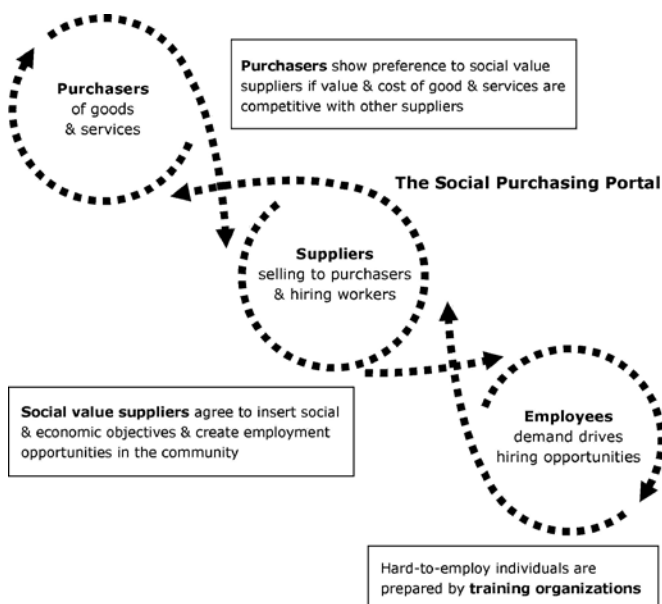 Purchasers
of goods
& services
Purchasers show preference to social value
suppliers if value & cost of good & services are
competitive with other suppliers
The Social Purchasing Portal
Suppliers
selling to purchasers
& hiring workers
Social value suppliers agree to insert social
& economic objectives & create employment
opportunities in the community
Employees
demand drives
hiring opportunities
Hard-to-employ individuals are
prepared by training organizations